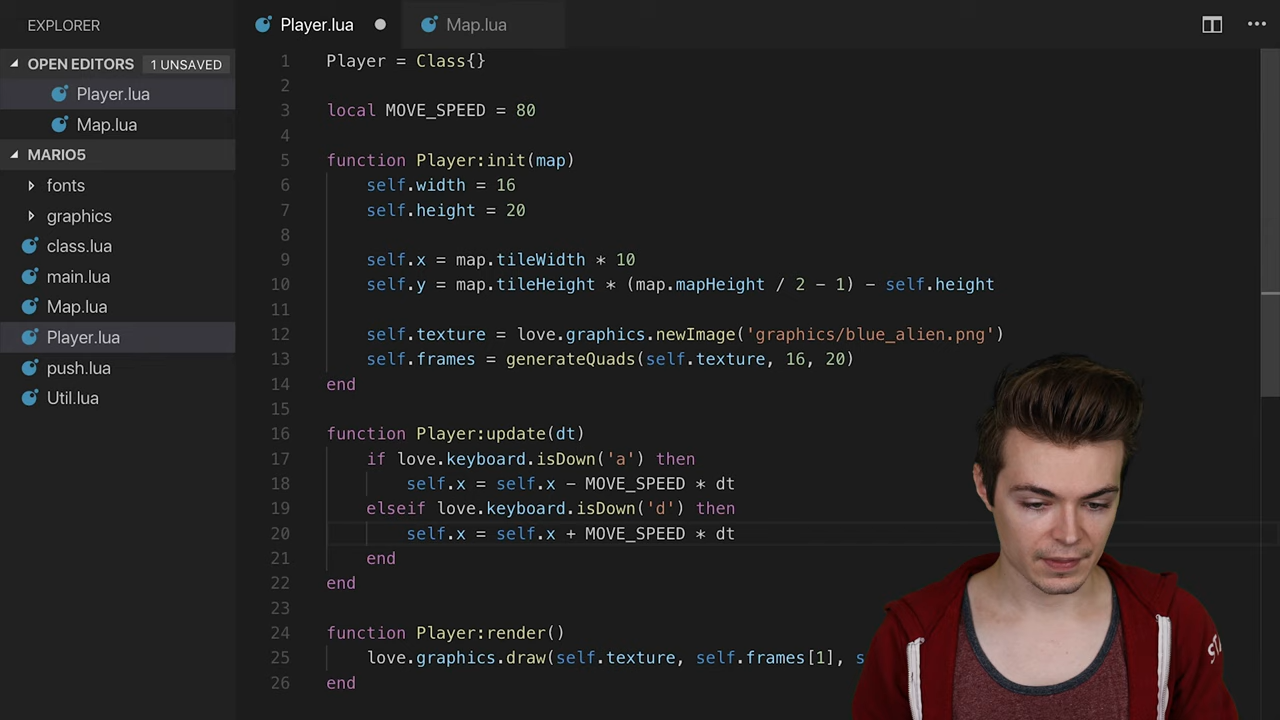 EXPLORER
OPEN EDITORS 1 UNSAVED
Player.lua
Map.lua
MARIO5
fonts
graphics
class.lua
main.lua
Map.lua
Player.lua
push.lua
Util.lua
Player.lua Map.lua
1 Player = Class{}
2
3 local MOVE_SPEED = 80
4
5 function Player:init(map)
6 self.width = 16
7 self.height = 20
8
9 self.x = map.tileWidth * 10
10 self.y = map.tileHeight * (map.mapHeight / 2 - 1) - self.height
11
12 self.texture = love.graphics.newImage('graphics/blue_alien.png')
13 self.frames = generateQuads(self.texture, 16, 20)
14 end
15
16 function Player:update(dt)
17 if love.keyboard.isDown('a') then
18 self.x = self.x - MOVE_SPEED * dt
19 elseif love.keyboard.isDown('d') then
20 self.x = self.x + MOVE_SPEED * dt
21 end
22 end
23
24 function Player:render()
25 love.graphics.draw(self.texture, self.frames[1], s
26 end